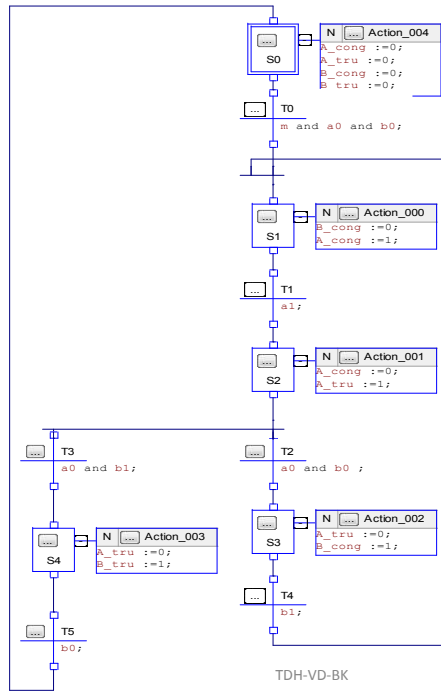 N ... Action_004
A_cong :=0;
A_tru :=0;
B_cong :=0;
B_tru :=0;
...
S0
... T0
m and a0 and b0;
N ... Action_000
B_cong :=0;
A_cong :=1;
...
S1
... T1
a1;
N ... Action_001
A_cong :=0;
A_tru :=1;
...
S2
... T3
a0 and b1;
... T2
a0 and b0 ;
N ... Action_003
A_tru :=0;
B_tru :=1;
...
S4
N ... Action_002
A_tru :=0;
B_cong :=1;
...
S3
... T4
b1;
... T5
b0;
TDH-VD-BK